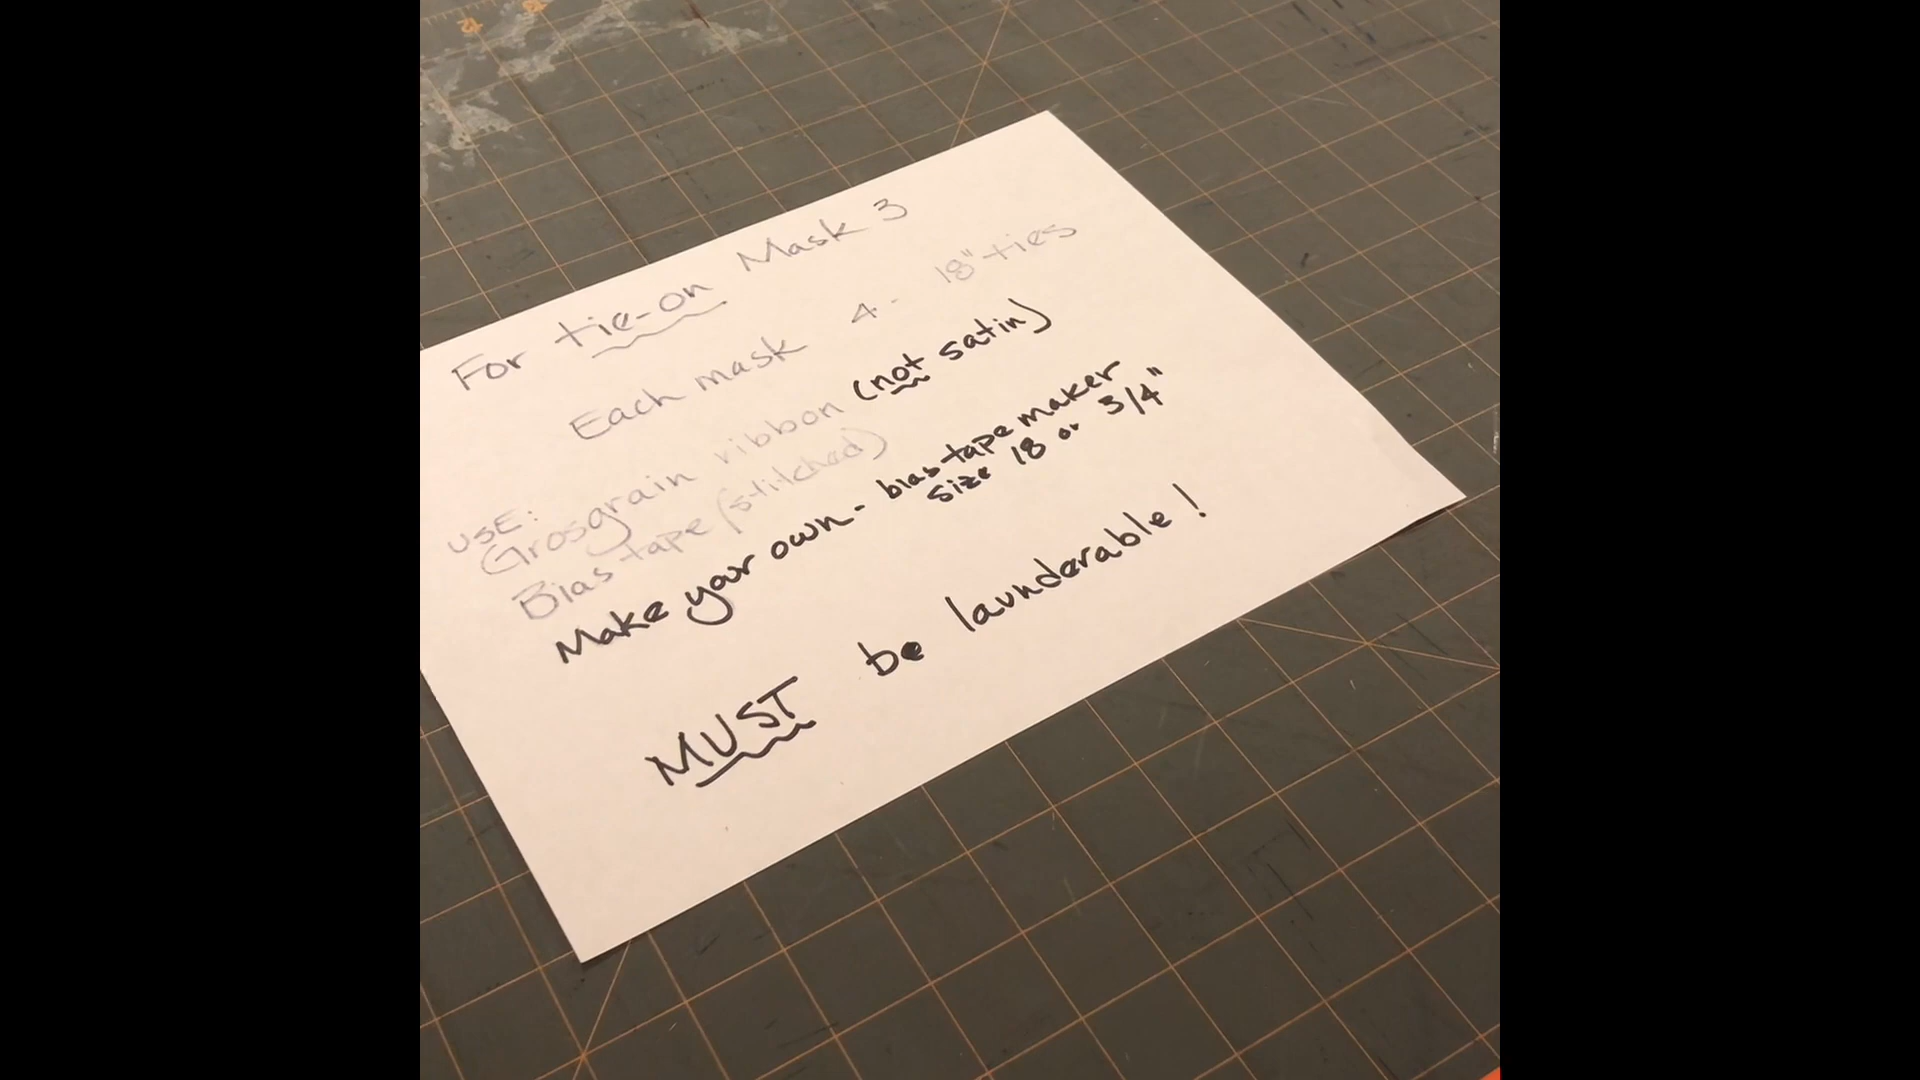 For tie-on Mask 3
Each mask 4 - 18" ties
USE:
Grosgrain ribbon (not satin)
Bias tape (stitched)
Make your own - bias tape maker
size 18 or 3/4"
MUST be launderable!